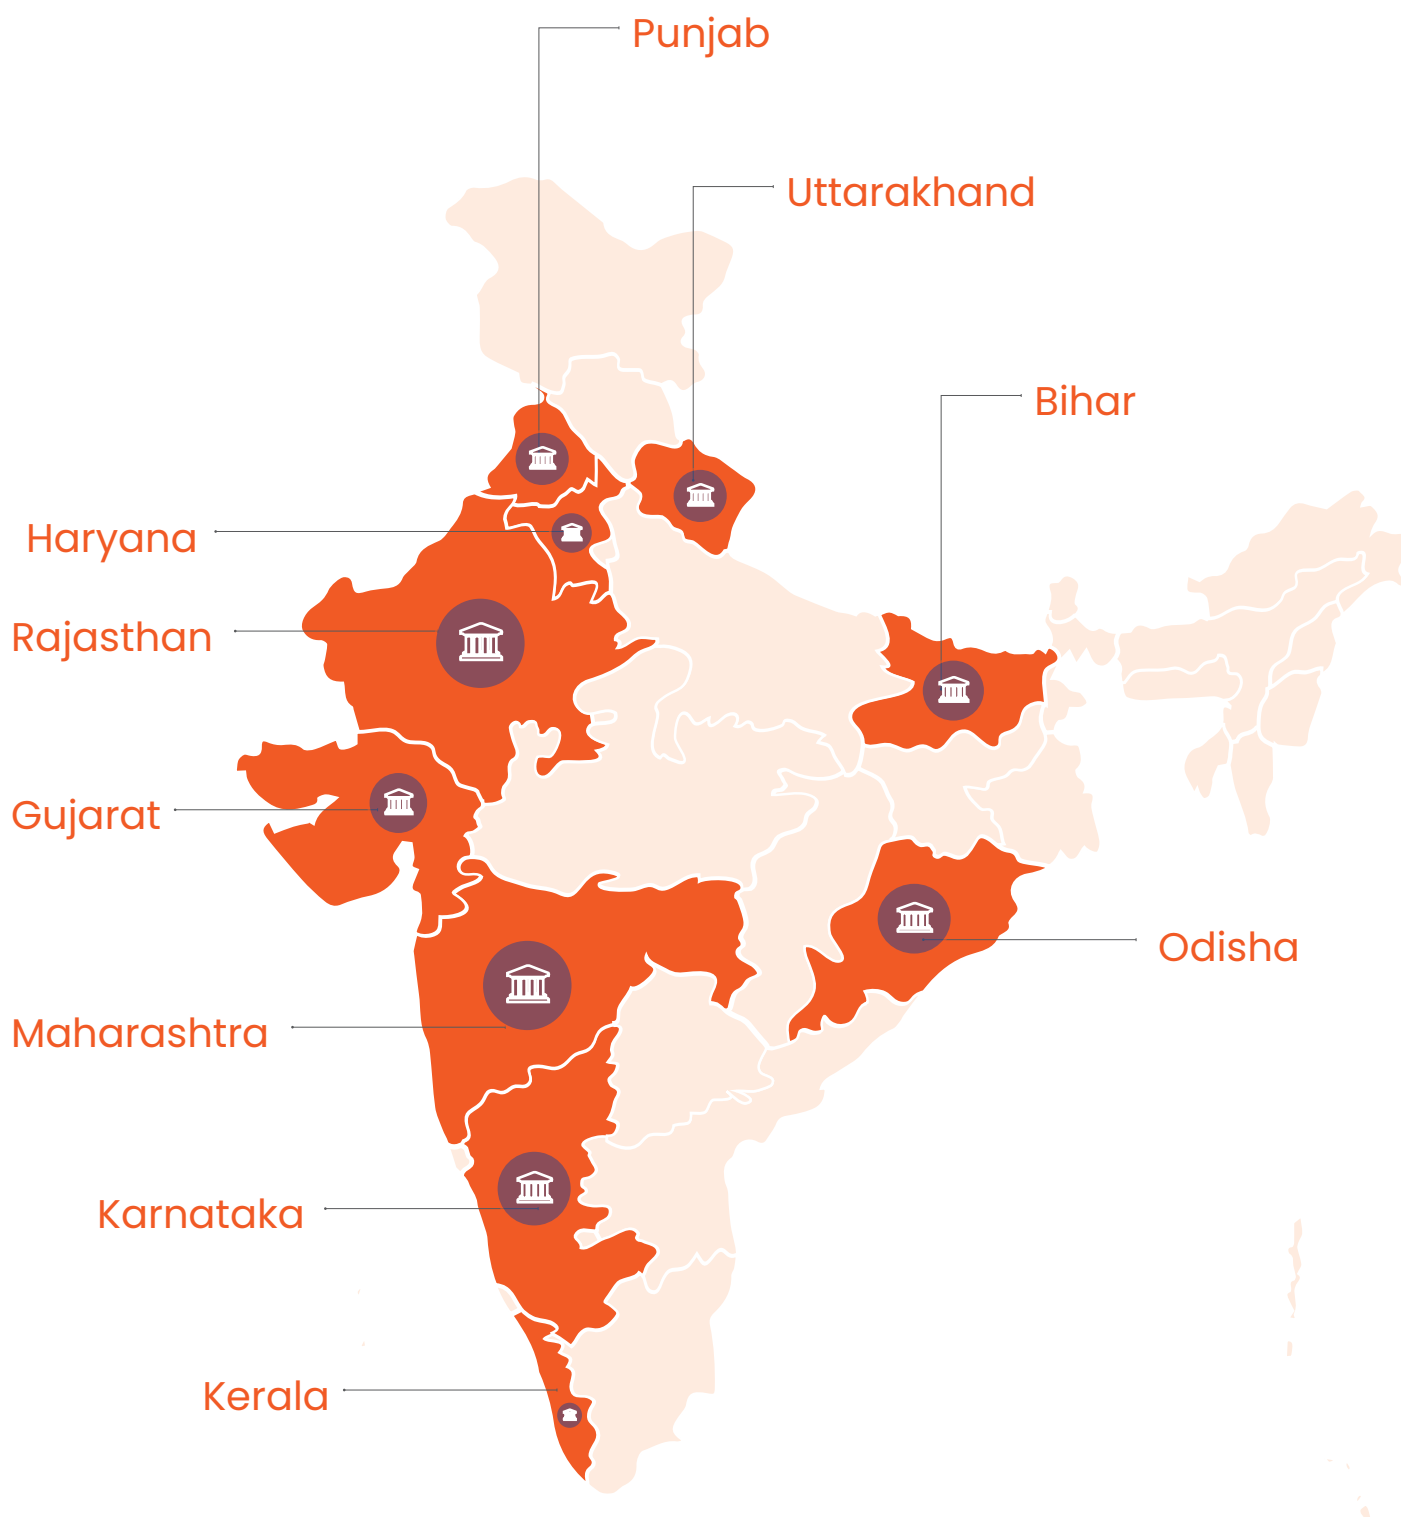 Punjab
Uttarakhand
Bihar
Haryana
Rajasthan
Gujarat
Odisha
Maharashtra
Karnataka
Kerala